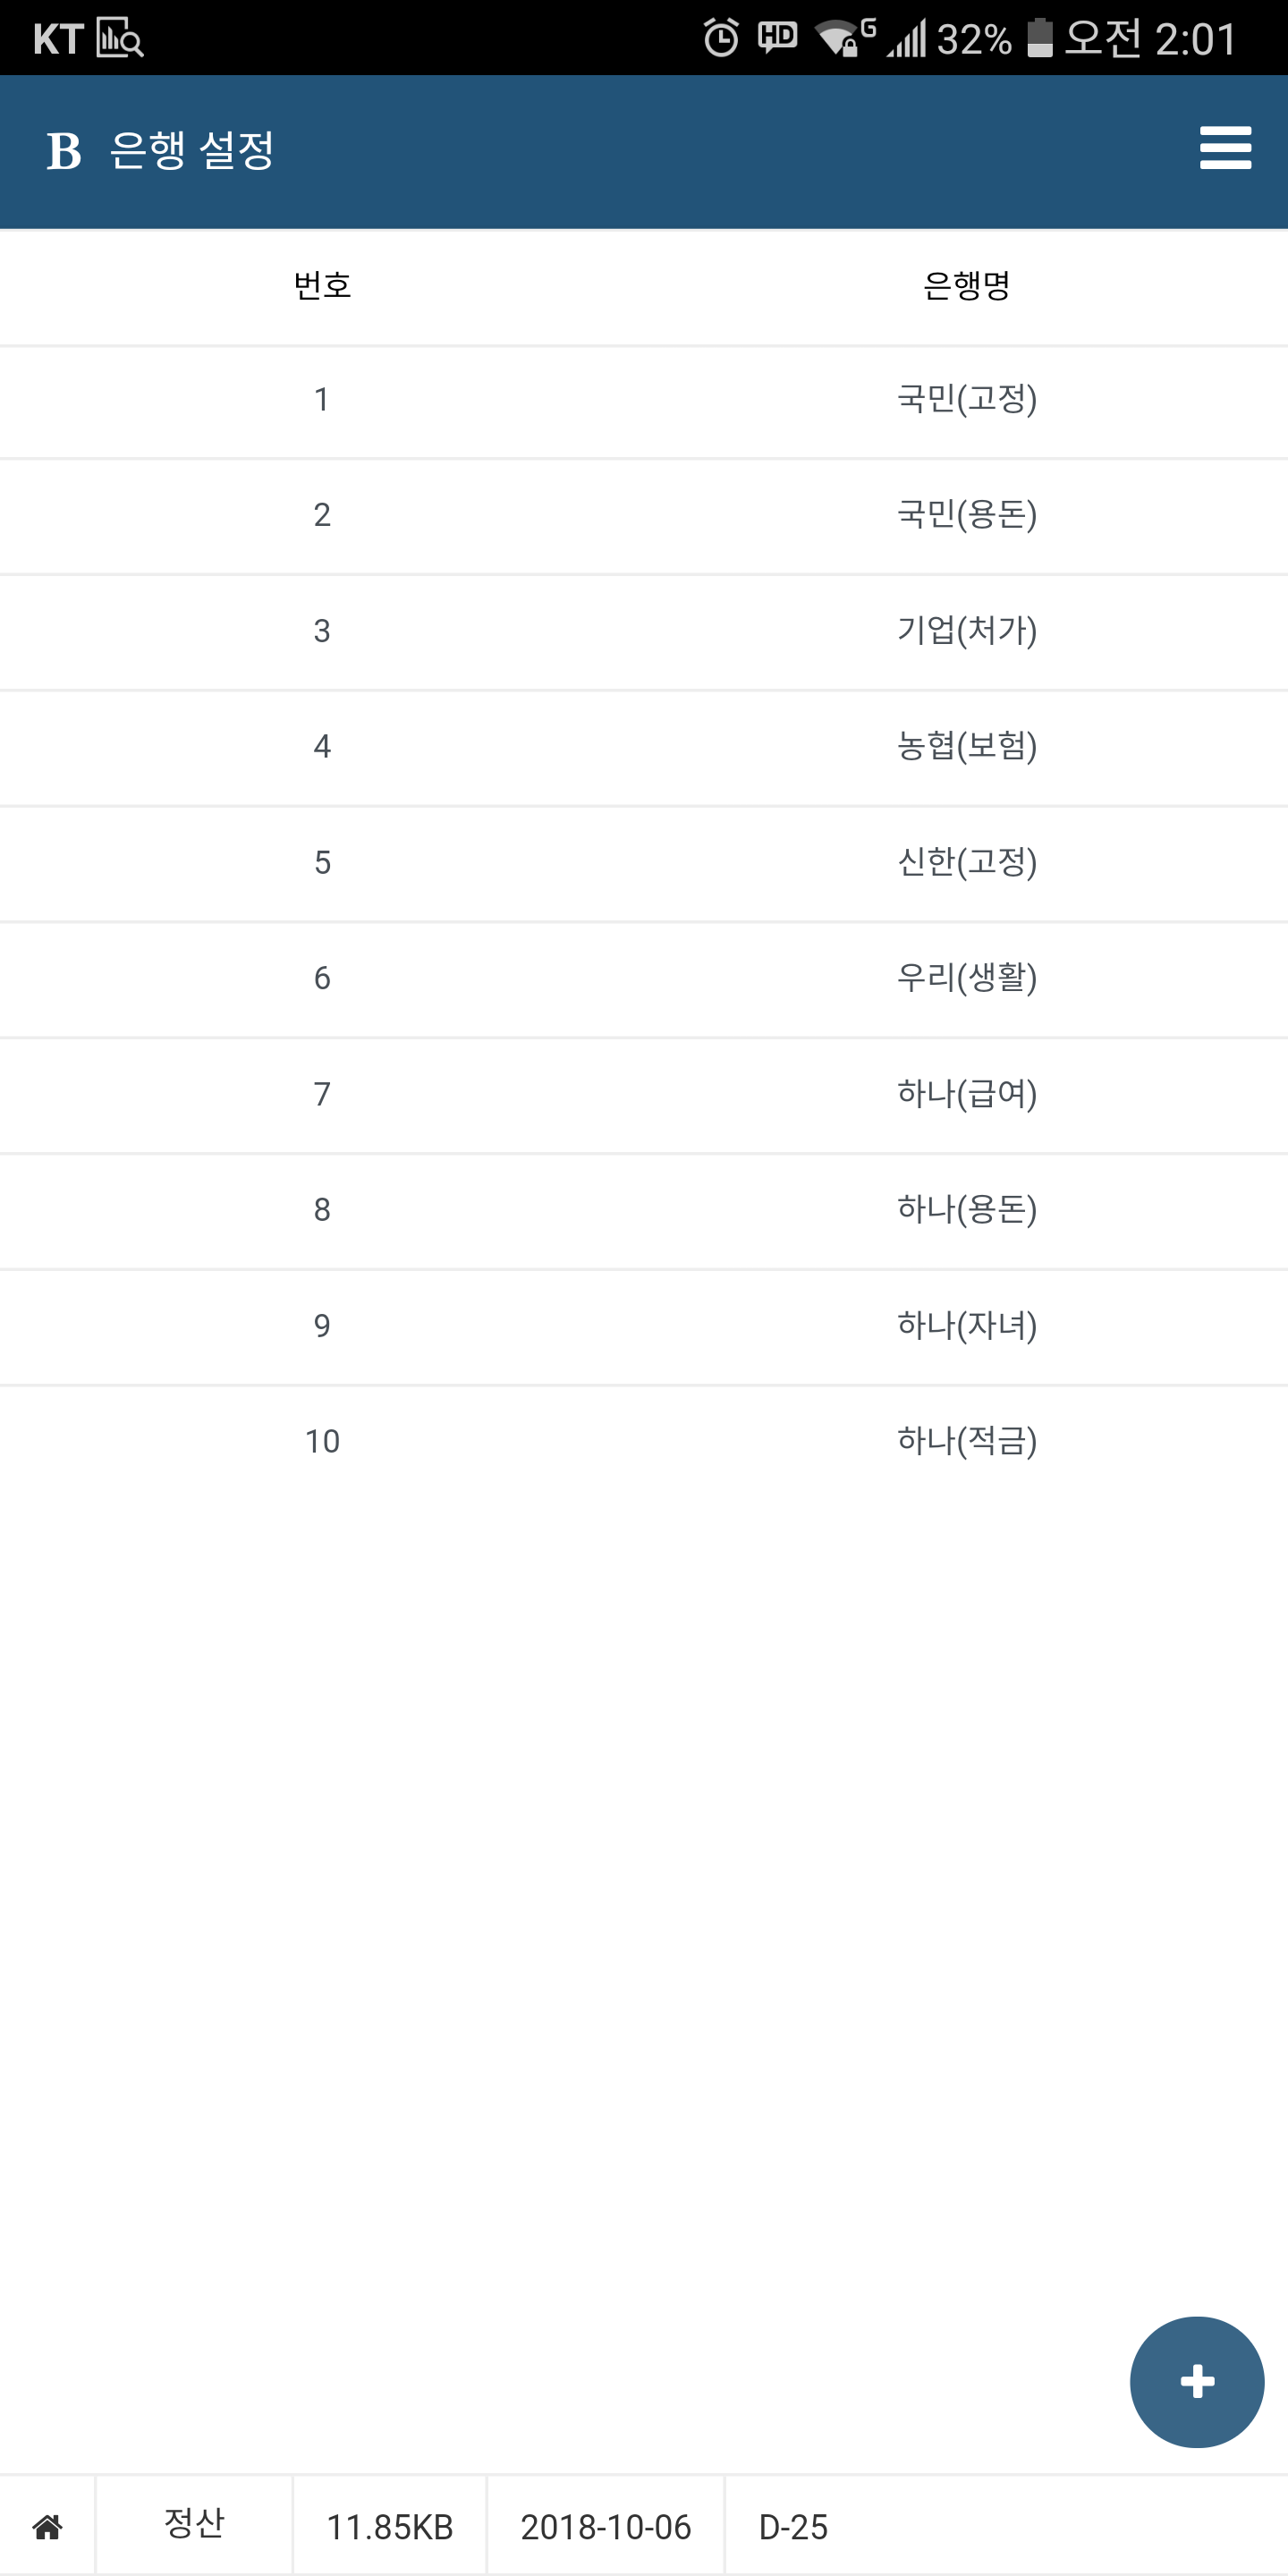 KT HD G 32% 오전 2:01
B 은행 설정
번호 은행명
1 국민(고정)
2 국민(용돈)
3 기업(처가)
4 농협(보험)
5 신한(고정)
6 우리(생활)
7 하나(급여)
8 하나(용돈)
9 하나(자녀)
10 하나(적금)
정산 11.85KB 2018-10-06 D-25